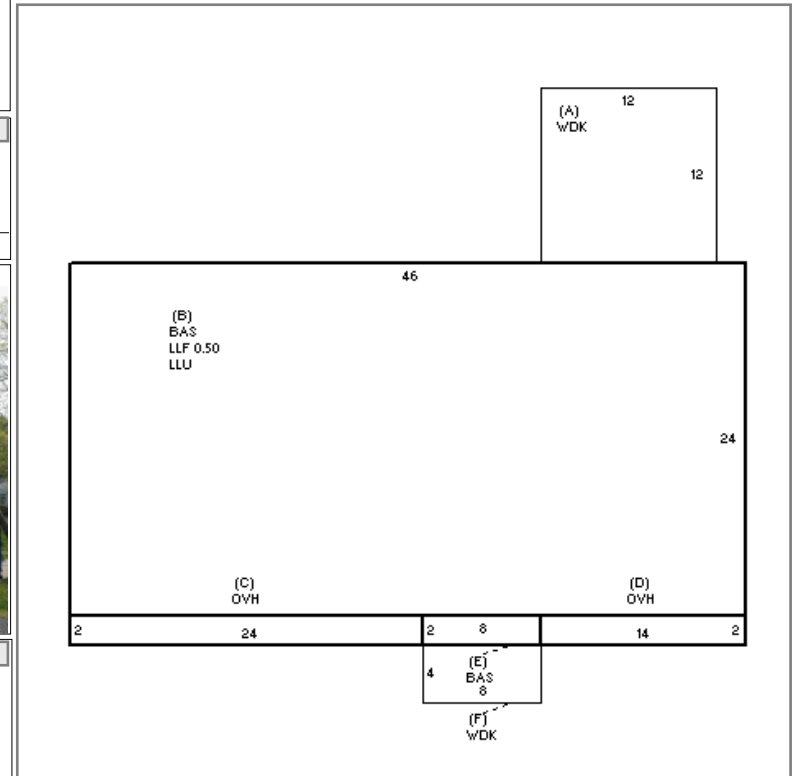 12
(A)
WDK
12
46
(B)
BAS
LLF 0.50
LLU
24
(C)
OVH
(D)
OVH
2
24
2
8
14
2
4
(E)
BAS
8
(F)
WDK